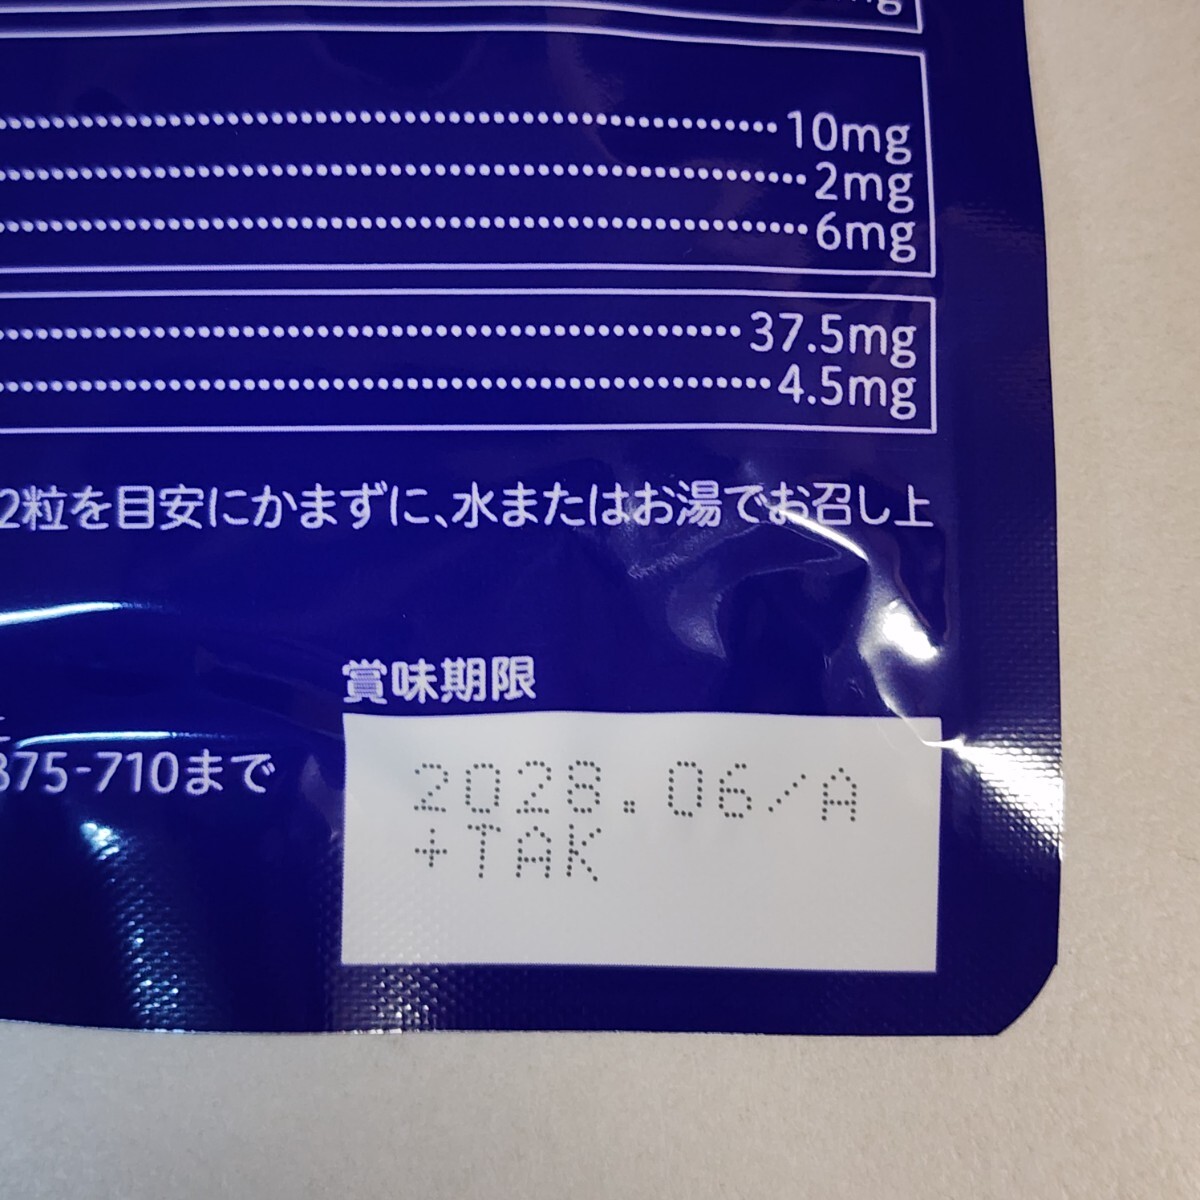 10mg
2mg
6mg
37.5mg
4.5mg
2粒を目安にかまずに、水またはお湯でお召し上
賞味期限
875-710まで
2028.06/A
+TAK